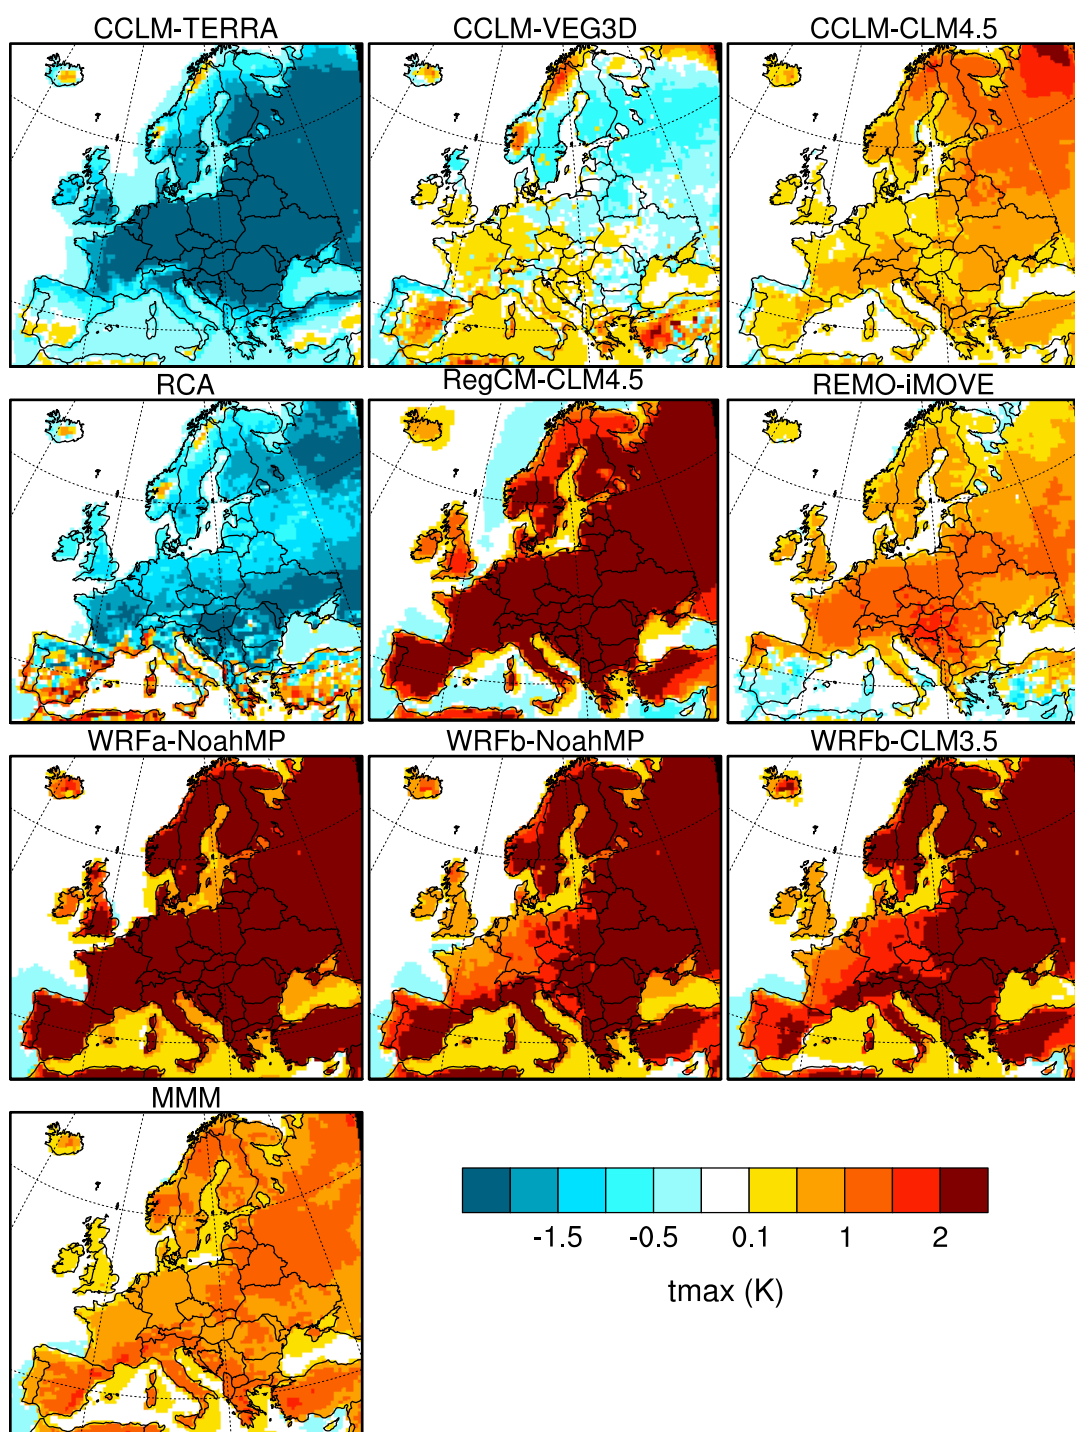 CCLM-TERRA
CCLM-VEG3D
CCLM-CLM4.5
RCA
RegCM-CLM4.5
REMO-iMOVE
WRFa-NoahMP
WRFb-NoahMP
WRFb-CLM3.5
MMM
-1.5 -0.5 0.1 1 2
tmax (K)